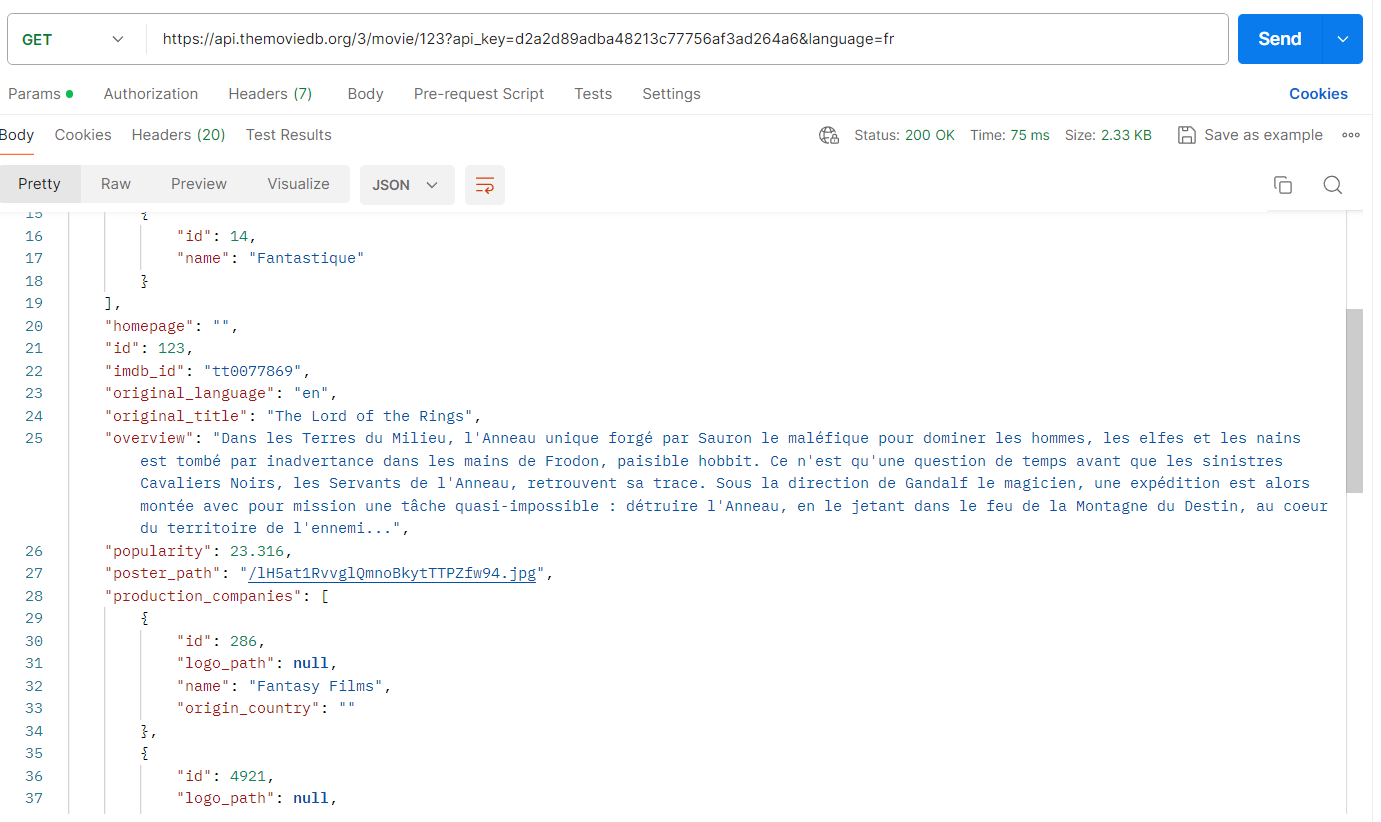 GET https://api.themoviedb.org/3/movie/123?api_key=d2a2d89adba48213c77756af3ad264a6&language=fr Send
Params Authorization Headers (7) Body Pre-request Script Tests Settings Cookies
Body Cookies Headers (20) Test Results Status: 200 OK Time: 75 ms Size: 2.33 KB Save as example
Pretty Raw Preview Visualize JSON
15 {
16 "id": 14,
17 "name": "Fantastique"
18 }
19 ],
20 "homepage": "",
21 "id": 123,
22 "imdb_id": "tt0077869",
23 "original_language": "en",
24 "original_title": "The Lord of the Rings",
25 "overview": "Dans les Terres du Milieu, l'Anneau unique forgé par Sauron le maléfique pour dominer les hommes, les elfes et les nains
est tombé par inadvertance dans les mains de Frodon, paisible hobbit. Ce n'est qu'une question de temps avant que les sinistres
Cavaliers Noirs, les Servants de l'Anneau, retrouvent sa trace. Sous la direction de Gandalf le magicien, une expédition est alors
montée avec pour mission une tâche quasi-impossible : détruire l'Anneau, en le jetant dans le feu de la Montagne du Destin, au coeur
du territoire de l'ennemi...",
26 "popularity": 23.316,
27 "poster_path": "/lH5at1RvvglQmnoBkytTTPZfw94.jpg",
28 "production_companies": [
29 {
30 "id": 286,
31 "logo_path": null,
32 "name": "Fantasy Films",
33 "origin_country": ""
34 },
35 {
36 "id": 4921,
37 "logo_path": null,